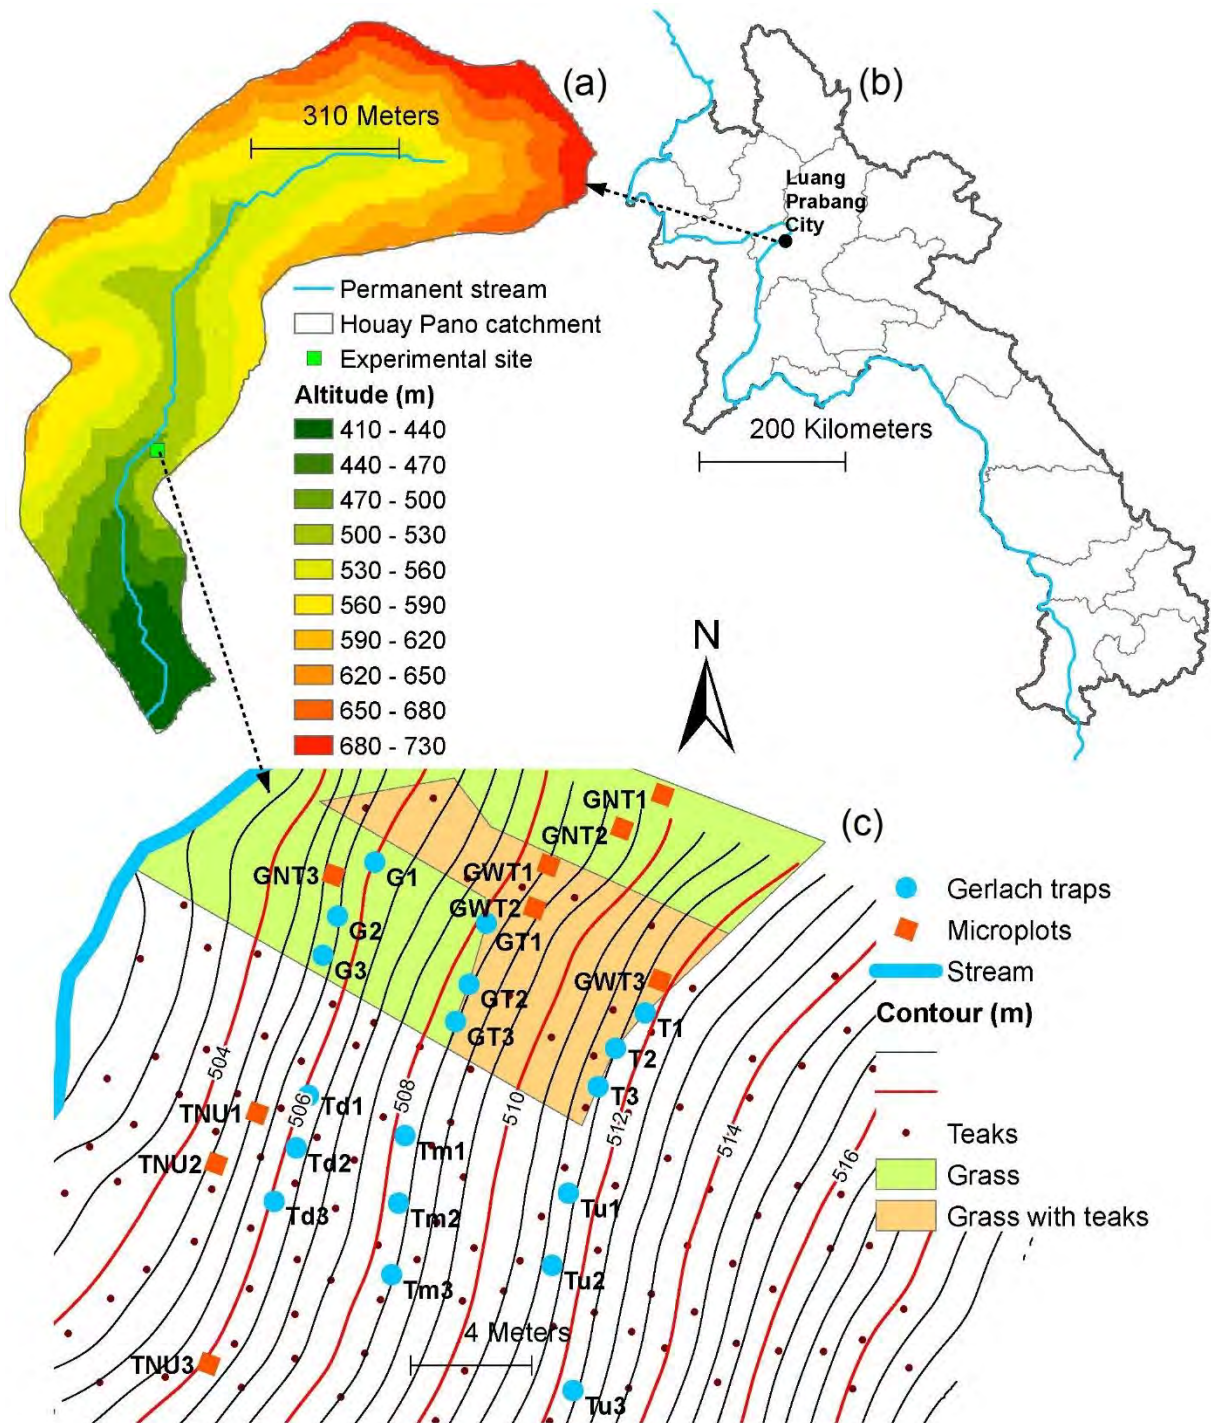 (a)
310 Meters
(b)
Luang
Prabang
City
Permanent stream
Houay Pano catchment
Experimental site
Altitude (m)
410 - 440
440 - 470
470 - 500
500 - 530
530 - 560
560 - 590
590 - 620
620 - 650
650 - 680
680 - 730
200 Kilometers
N
(c)
GNT1
GNT2
GWT1
GNT3
G1
GWT2
G2
GT1
G3
GWT3
GT2
T1
GT3
T2
T3
504
506
508
510
512
514
516
TNU1
Td1
Tm1
TNU2
Td2
Tu1
Td3
Tm2
Tu2
Tm3
4 Meters
TNU3
Tu3
Gerlach traps
Microplots
Stream
Contour (m)
Teaks
Grass
Grass with teaks